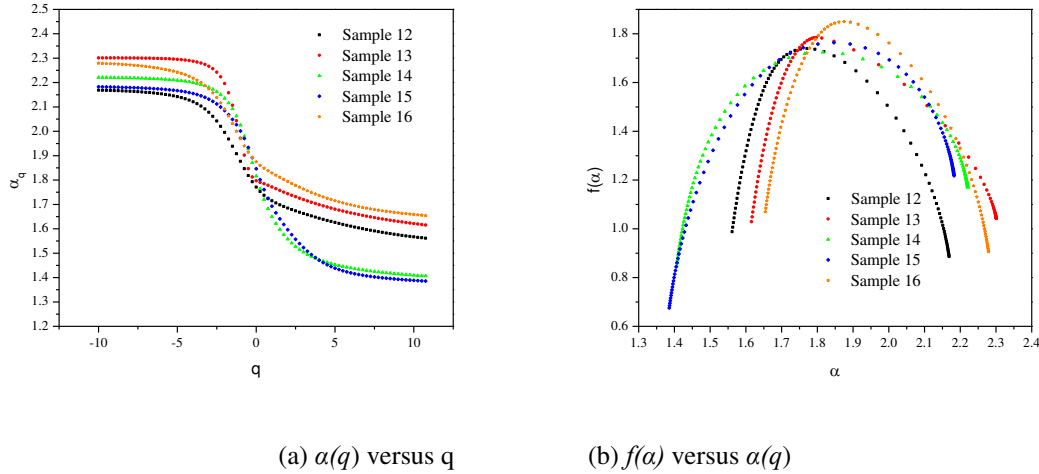 2.5
2.4
2.3
2.2
2.1
2.0
1.9
1.8
1.7
1.6
1.5
1.4
1.3
1.2
αq
-10 -5 0 5 10
q
Sample 12
Sample 13
Sample 14
Sample 15
Sample 16
1.8
1.6
1.4
1.2
1.0
0.8
0.6
f(α)
1.3 1.4 1.5 1.6 1.7 1.8 1.9 2.0 2.1 2.2 2.3 2.4
α
Sample 12
Sample 13
Sample 14
Sample 15
Sample 16
(a) α(q) versus q
(b) f(α) versus α(q)